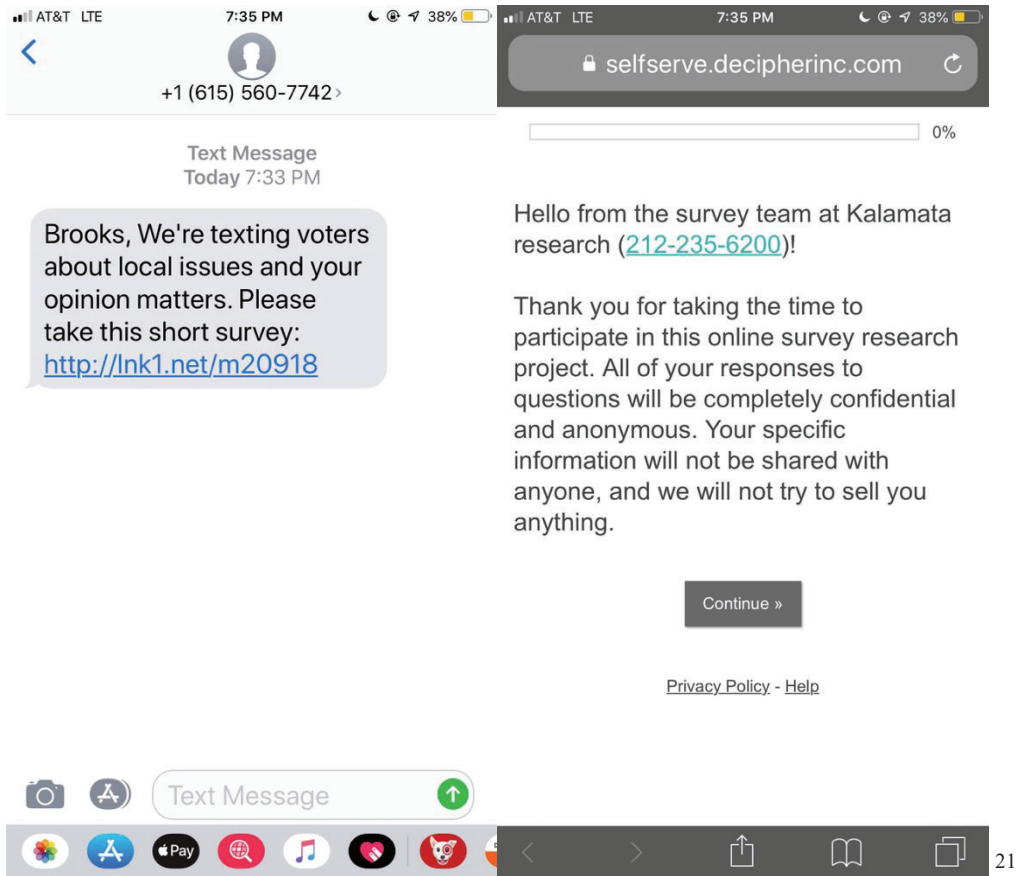 AT&T LTE 7:35 PM 38%
+1 (615) 560-7742
Text Message
Today 7:33 PM
Brooks, We're texting voters
about local issues and your
opinion matters. Please
take this short survey:
http://lnk1.net/m20918
Text Message
Pay
AT&T LTE 7:35 PM 38%
selfserve.decipherinc.com
0%
Hello from the survey team at Kalamata
research (212-235-6200)!
Thank you for taking the time to
participate in this online survey research
project. All of your responses to
questions will be completely confidential
and anonymous. Your specific
information will not be shared with
anyone, and we will not try to sell you
anything.
Continue »
Privacy Policy - Help
21